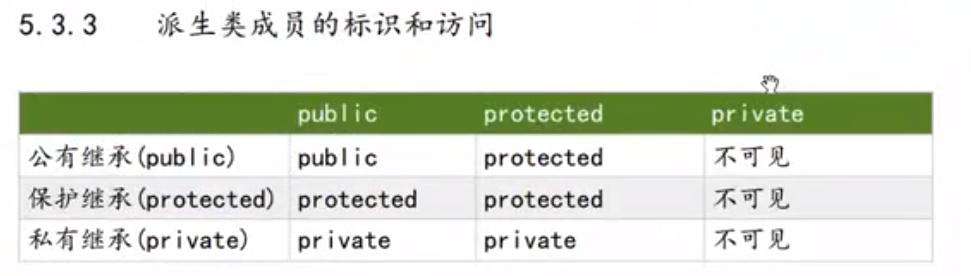 5.3.3 派生类成员的标识和访问
public protected private
公有继承(public) public protected 不可见
保护继承(protected) protected protected 不可见
私有继承(private) private private 不可见